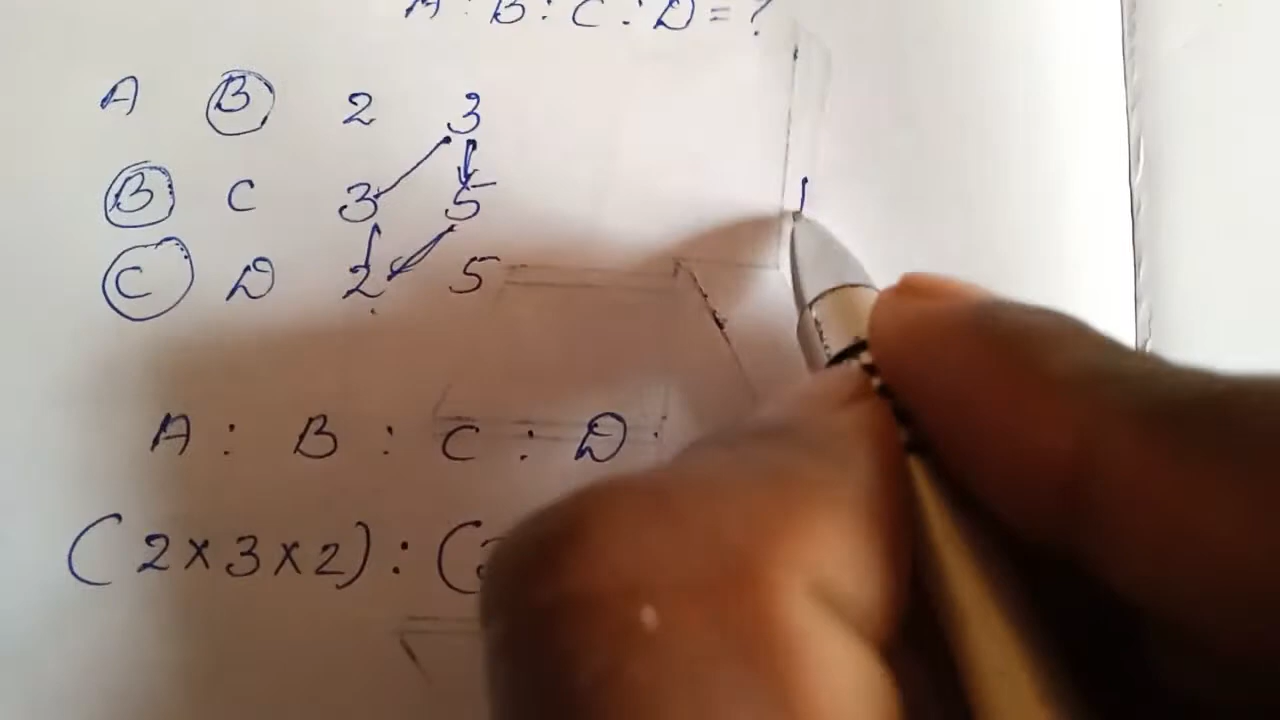 A : B : C : D = ?
A B 2 3
B C 3 5
C D 2 5
A : B : C : D
(2×3×2) : (